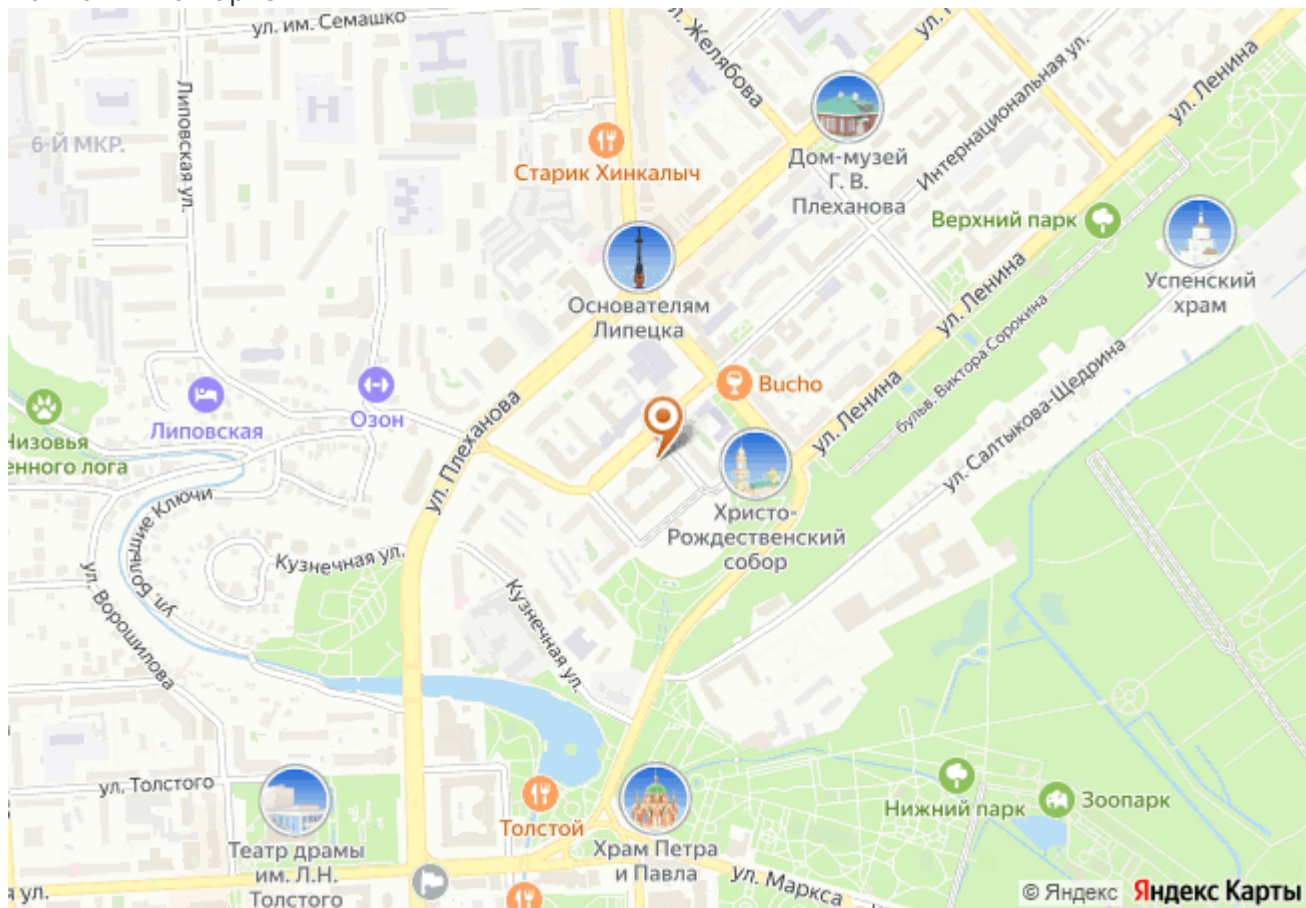 ул. им. Семашко
ул. Желябова
Липовская ул.
6-Й МКР.
Старик Хинкалыч
Дом-музей
Г. В.
Плеханова
Интернациональная ул.
ул. Ленина
Верхний парк
Успенский
храм
Основателям
Липецка
ул. Ленина
бульв. Виктора Сорокина
ул. Салтыкова-Щедрина
Bucho
ул. Ленина
Липовская
Озон
ул. Плеханова
Низовья
енного лога
Христо-
Рождественский
собор
ул. Большие Ключи
Кузнечная ул.
Кузнечная ул.
ул. Ворошилова
ул. Толстого
Театр драмы
им. Л.Н.
Толстого
Толстой
Храм Петра
и Павла
ул. Маркса
Нижний парк
Зоопарк
я ул.
© Яндекс Яндекс Карты